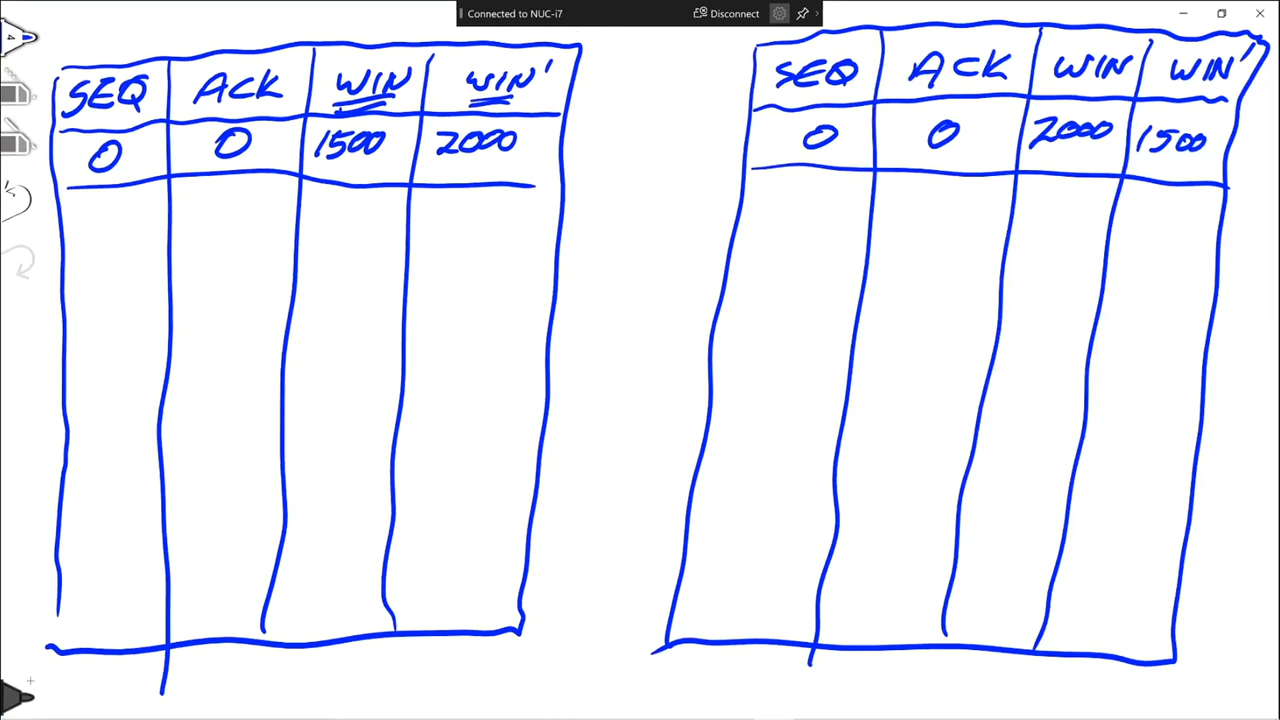 Connected to NUC-i7 Disconnect
SEQ ACK WIN WIN'
0 0 1500 2000
SEQ ACK WIN WIN'
0 0 2000 1500